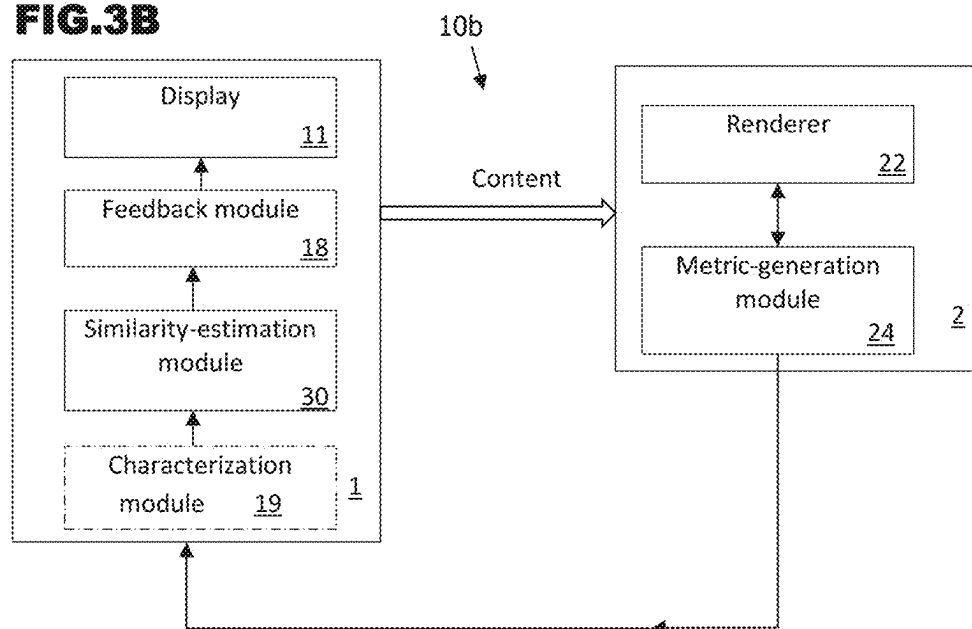 FIG.3B
10b
Display
11
Feedback module
18
Similarity-estimation
module
30
Characterization
module 19
1
Content
Renderer
22
Metric-generation
module
24
2